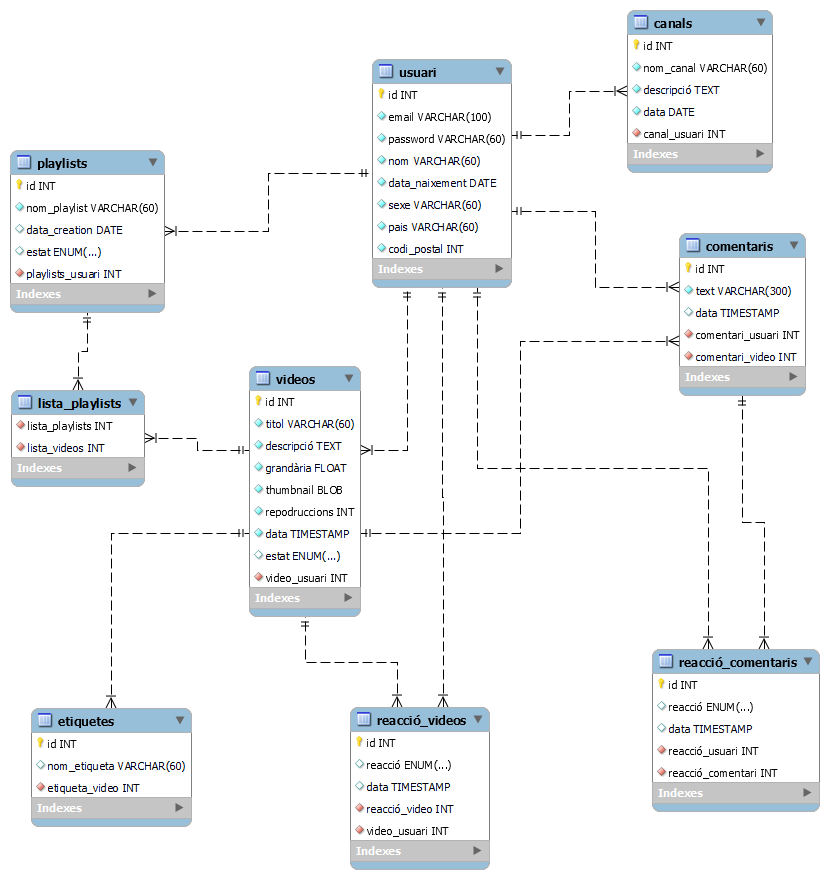 canals
id INT
nom_canal VARCHAR(60)
descripció TEXT
data DATE
canal_usuari INT
Indexes
usuari
id INT
email VARCHAR(100)
password VARCHAR(60)
nom VARCHAR(60)
data_naixement DATE
sexe VARCHAR(60)
pais VARCHAR(60)
codi_postal INT
Indexes
playlists
id INT
nom_playlist VARCHAR(60)
data_creation DATE
estat ENUM(...)
playlists_usuari INT
Indexes
comentaris
id INT
text VARCHAR(300)
data TIMESTAMP
comentari_usuari INT
comentari_video INT
Indexes
lista_playlists
lista_playlists INT
lista_videos INT
Indexes
videos
id INT
titol VARCHAR(60)
descripció TEXT
grandària FLOAT
thumbnail BLOB
repodruccions INT
data TIMESTAMP
estat ENUM(...)
video_usuari INT
Indexes
etiquetes
id INT
nom_etiqueta VARCHAR(60)
etiqueta_video INT
Indexes
reacció_videos
id INT
reacció ENUM(...)
data TIMESTAMP
reacció_video INT
video_usuari INT
Indexes
reacció_comentaris
id INT
reacció ENUM(...)
data TIMESTAMP
reacció_usuari INT
reacció_comentari INT
Indexes